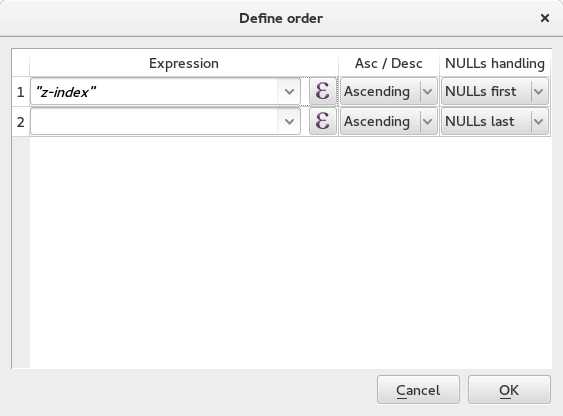 Define order
Expression Asc / Desc NULLs handling
1 "z-index" ε Ascending NULLs first
2 ε Ascending NULLs last
Cancel OK